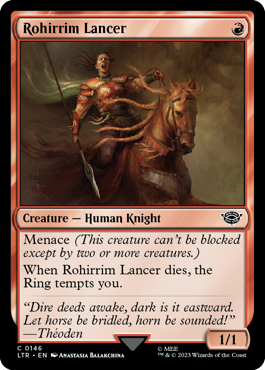 Rohirrim Lancer
Creature — Human Knight
Menace (This creature can't be blocked
except by two or more creatures.)
When Rohirrim Lancer dies, the
Ring tempts you.
"Dire deeds awake, dark is it eastward.
Let horse be bridled, horn be sounded!"
—Théoden
1/1
C 0146
LTR • EN ANASTASIA BALAKCHINA
© MEE
™ & © 2023 Wizards of the Coast